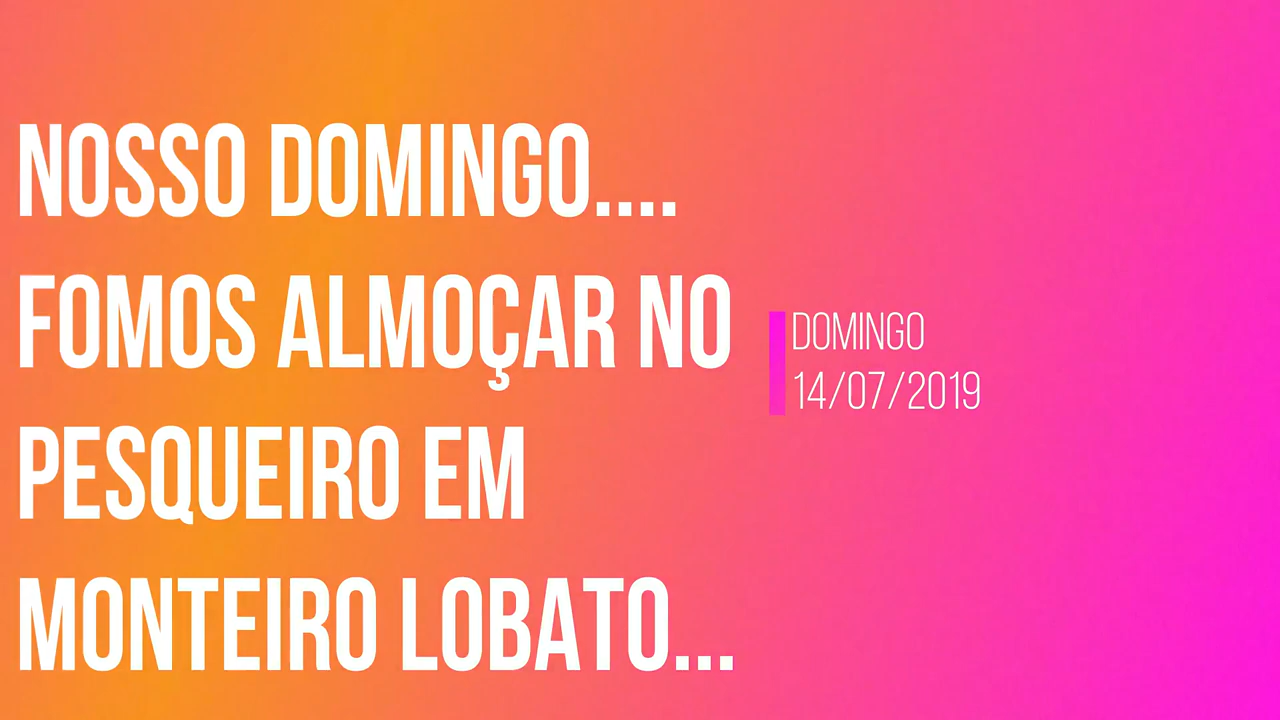 NOSSO DOMINGO....
FOMOS ALMOÇAR NO
PESQUEIRO EM
MONTEIRO LOBATO...
DOMINGO
14/07/2019